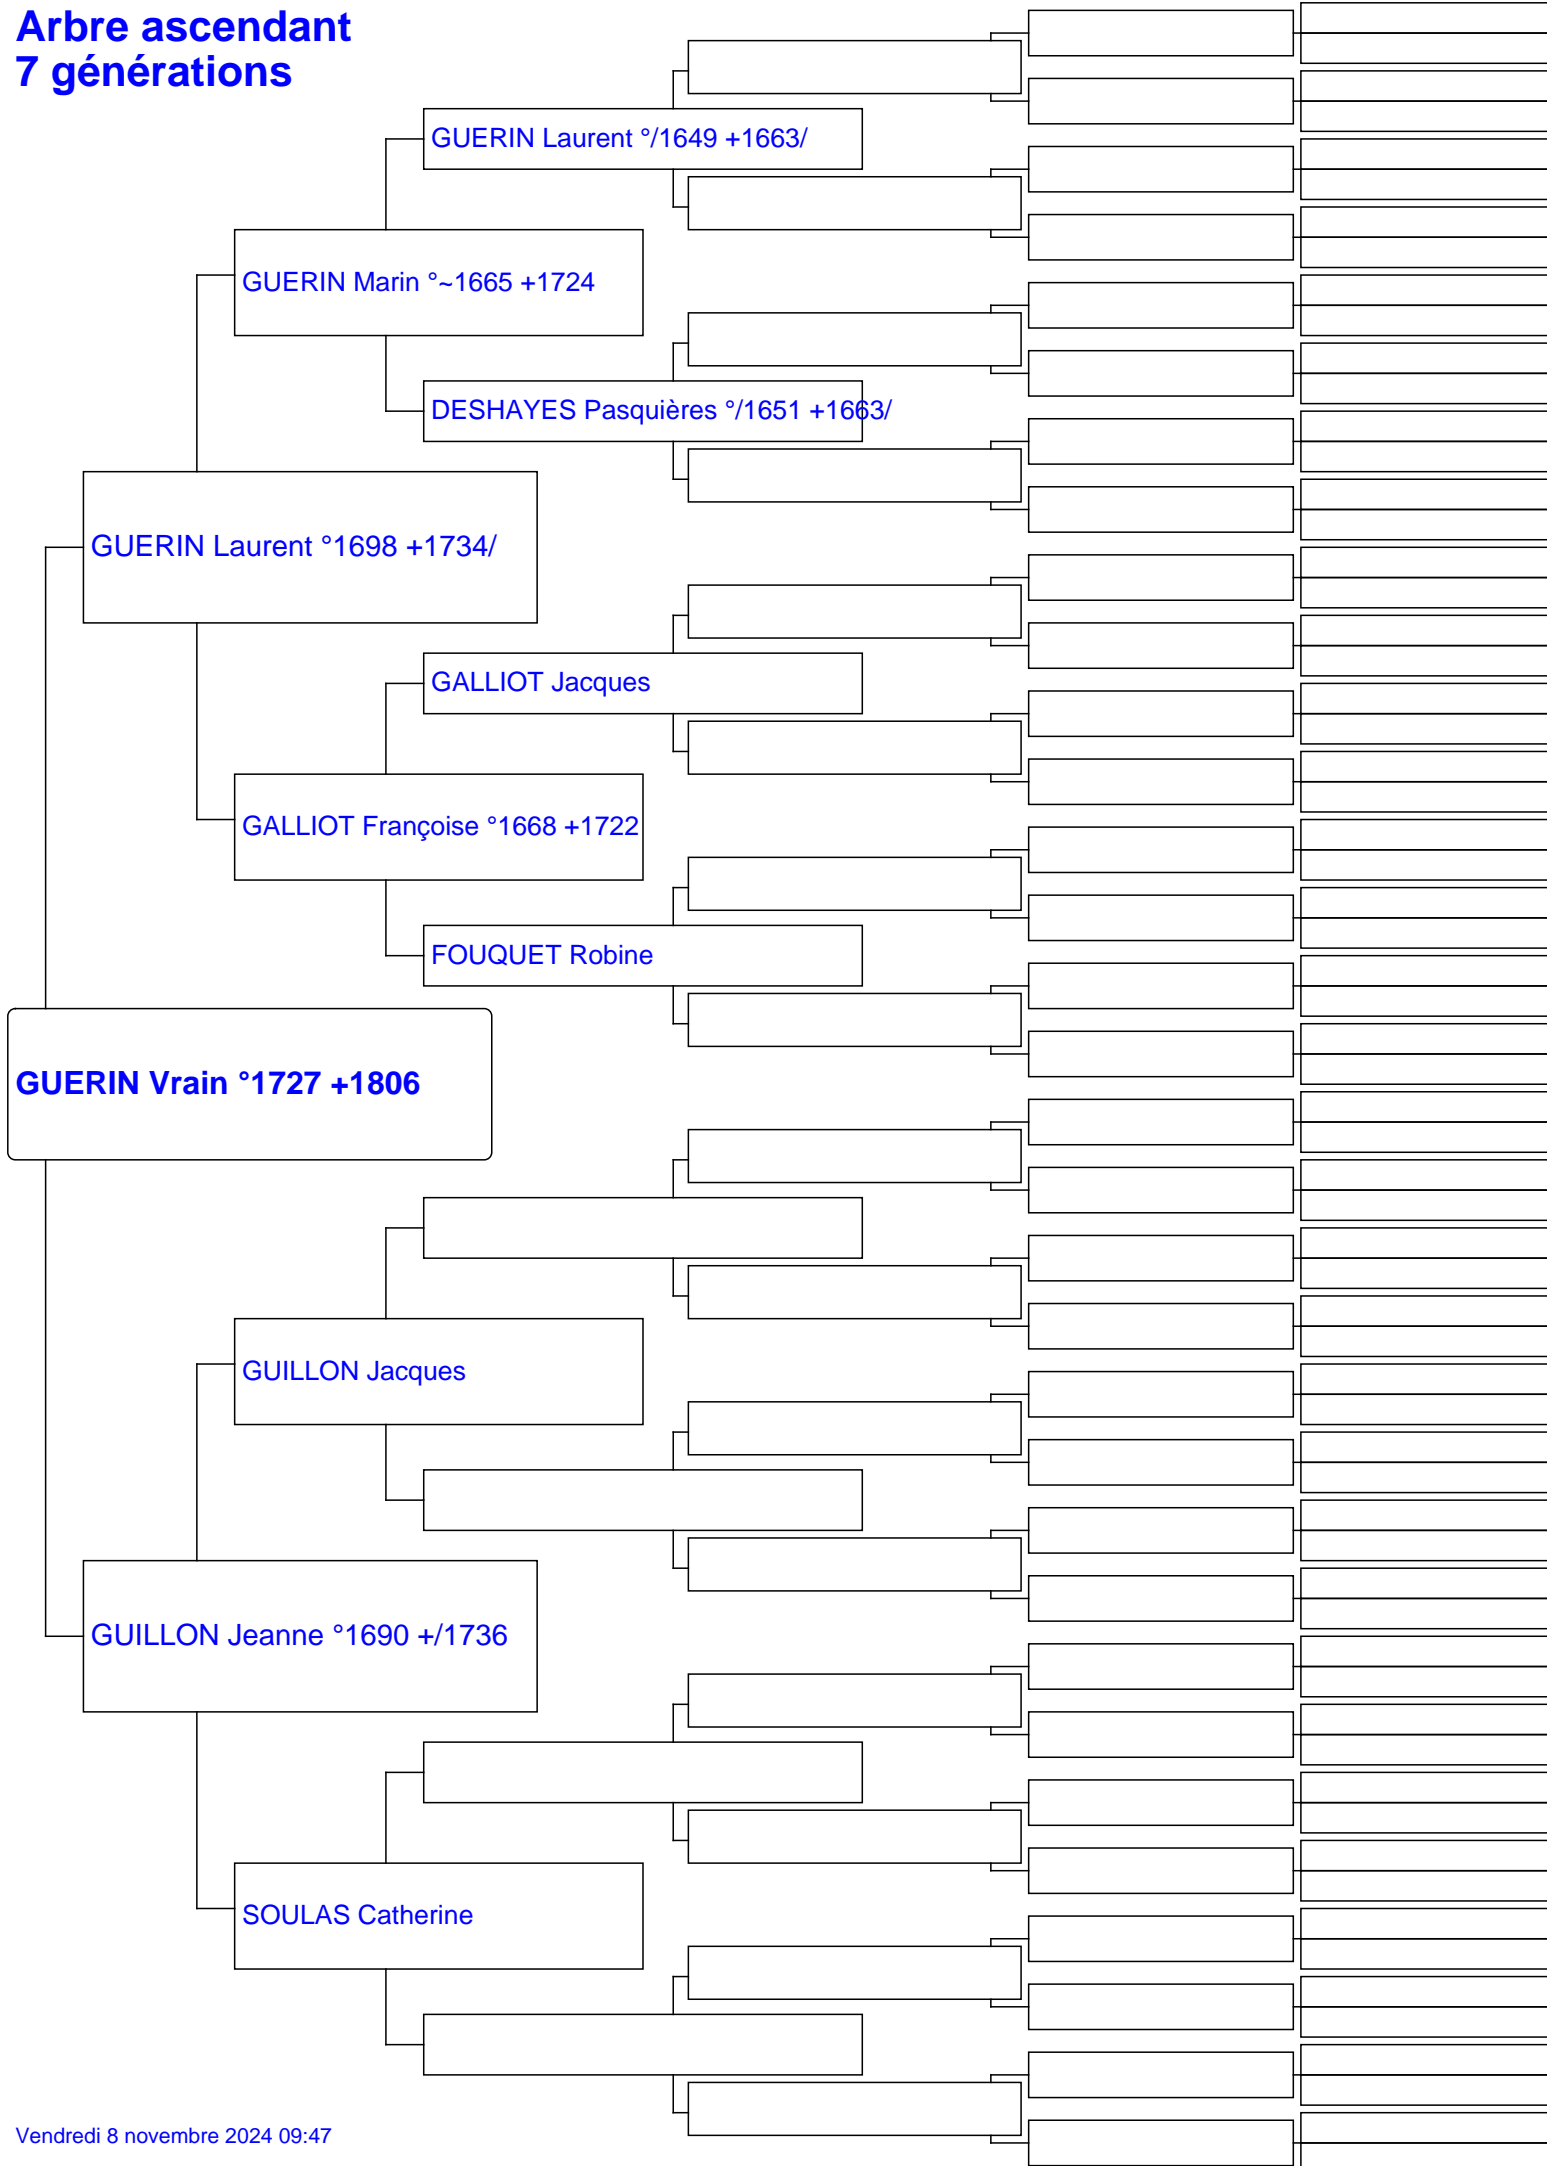 Arbre ascendant
7 générations
GUERIN Laurent °/1649 +1663/
GUERIN Marin °~1665 +1724
DESHAYES Pasquières °/1651 +1663/
GUERIN Laurent °1698 +1734/
GALLIOT Jacques
GALLIOT Françoise °1668 +1722
FOUQUET Robine
GUERIN Vrain °1727 +1806
GUILLON Jacques
GUILLON Jeanne °1690 +/1736
SOULAS Catherine
Vendredi 8 novembre 2024 09:47